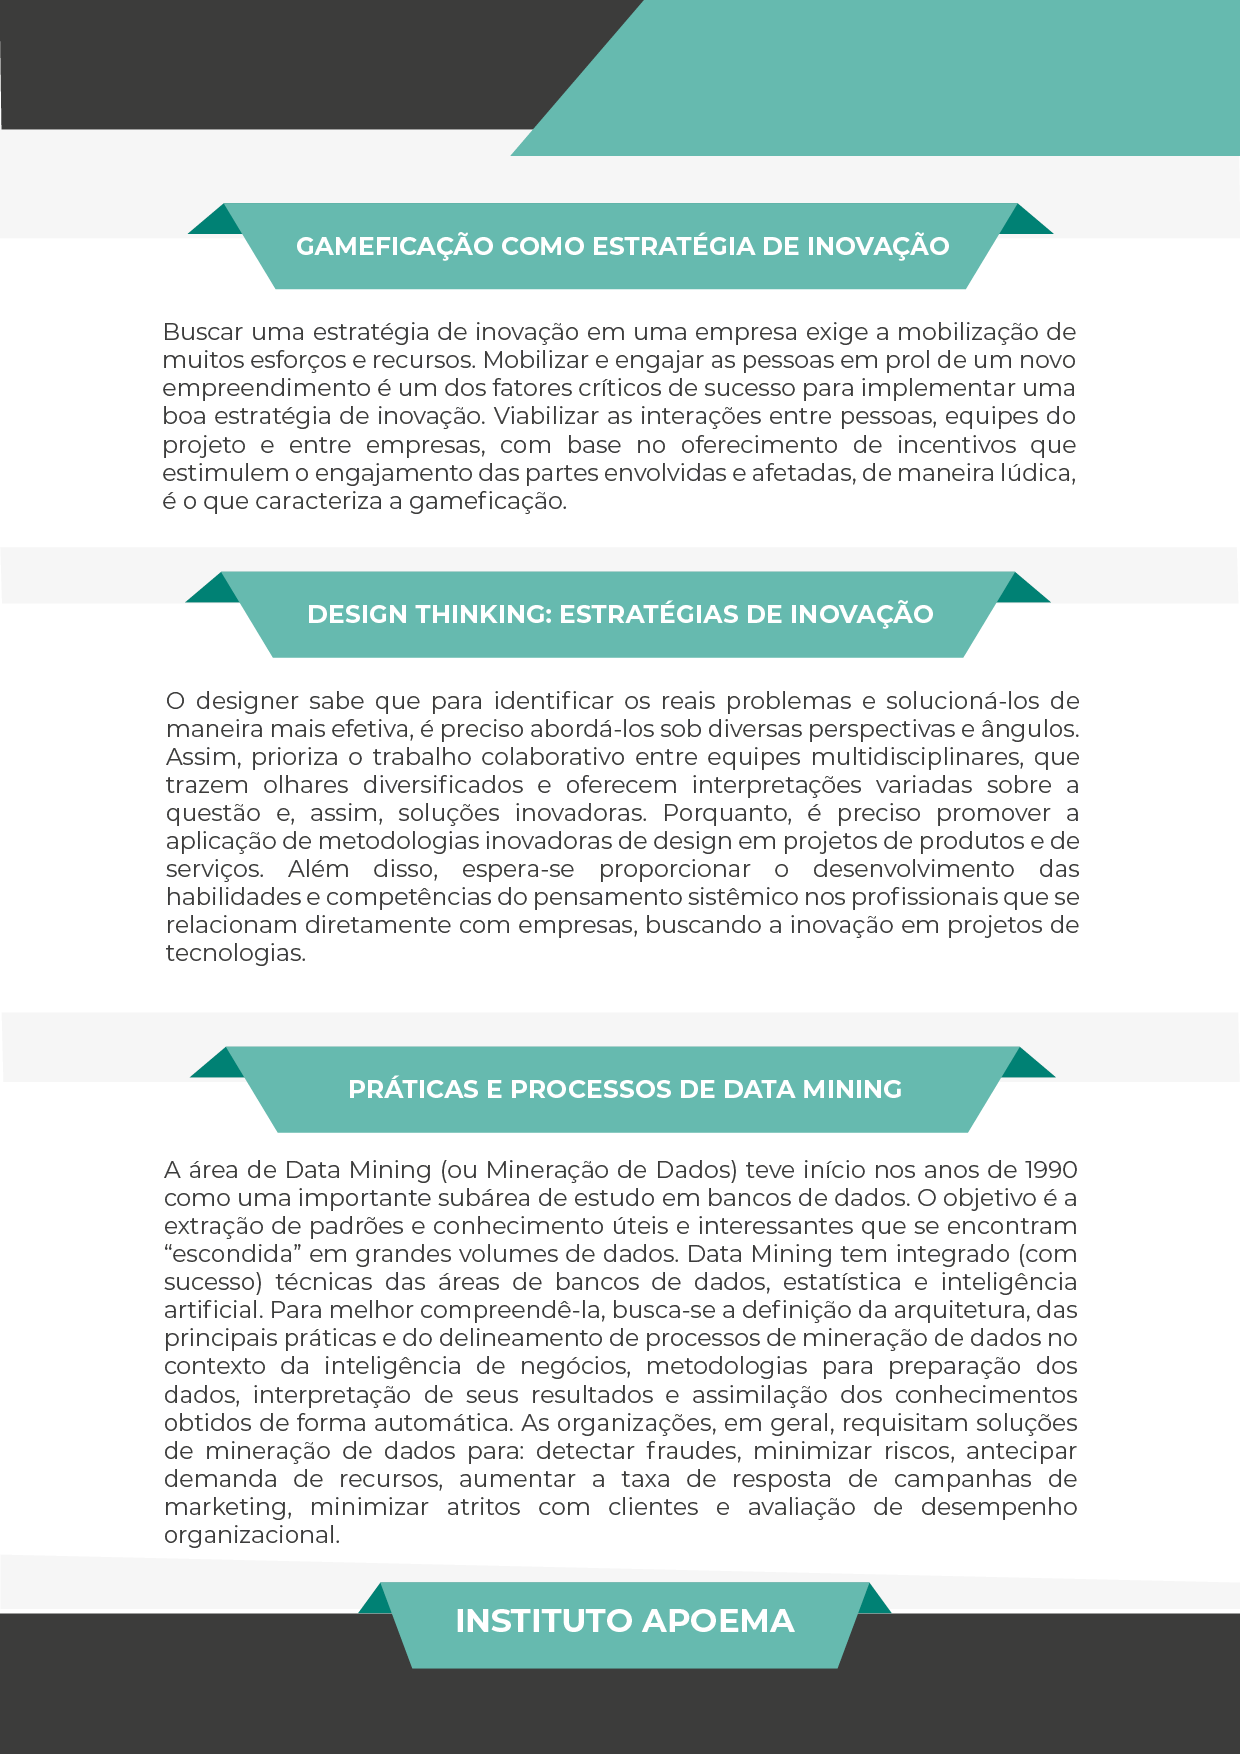 GAMEFICAÇÃO COMO ESTRATÉGIA DE INOVAÇÃO
Buscar uma estratégia de inovação em uma empresa exige a mobilização de
muitos esforços e recursos. Mobilizar e engajar as pessoas em prol de um novo
empreendimento é um dos fatores críticos de sucesso para implementar uma
boa estratégia de inovação. Viabilizar as interações entre pessoas, equipes do
projeto e entre empresas, com base no oferecimento de incentivos que
estimulem o engajamento das partes envolvidas e afetadas, de maneira lúdica,
é o que caracteriza a gameficação.
DESIGN THINKING: ESTRATÉGIAS DE INOVAÇÃO
O designer sabe que para identificar os reais problemas e solucioná-los de
maneira mais efetiva, é preciso abordá-los sob diversas perspectivas e ângulos.
Assim, prioriza o trabalho colaborativo entre equipes multidisciplinares, que
trazem olhares diversificados e oferecem interpretações variadas sobre a
questão e, assim, soluções inovadoras. Porquanto, é preciso promover a
aplicação de metodologias inovadoras de design em projetos de produtos e de
serviços. Além disso, espera-se proporcionar o desenvolvimento das
habilidades e competências do pensamento sistêmico nos profissionais que se
relacionam diretamente com empresas, buscando a inovação em projetos de
tecnologias.
PRÁTICAS E PROCESSOS DE DATA MINING
A área de Data Mining (ou Mineração de Dados) teve início nos anos de 1990
como uma importante subárea de estudo em bancos de dados. O objetivo é a
extração de padrões e conhecimento úteis e interessantes que se encontram
“escondida” em grandes volumes de dados. Data Mining tem integrado (com
sucesso) técnicas das áreas de bancos de dados, estatística e inteligência
artificial. Para melhor compreendê-la, busca-se a definição da arquitetura, das
principais práticas e do delineamento de processos de mineração de dados no
contexto da inteligência de negócios, metodologias para preparação dos
dados, interpretação de seus resultados e assimilação dos conhecimentos
obtidos de forma automática. As organizações, em geral, requisitam soluções
de mineração de dados para: detectar fraudes, minimizar riscos, antecipar
demanda de recursos, aumentar a taxa de resposta de campanhas de
marketing, minimizar atritos com clientes e avaliação de desempenho
organizacional.
INSTITUTO APOEMA